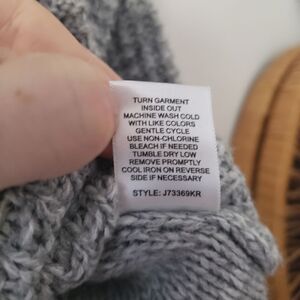 TURN GARMENT
INSIDE OUT
MACHINE WASH COLD
WITH LIKE COLORS
GENTLE CYCLE
USE NON-CHLORINE
BLEACH IF NEEDED
TUMBLE DRY LOW
REMOVE PROMPTLY
COOL IRON ON REVERSE
SIDE IF NECESSARY
STYLE: J73369KR